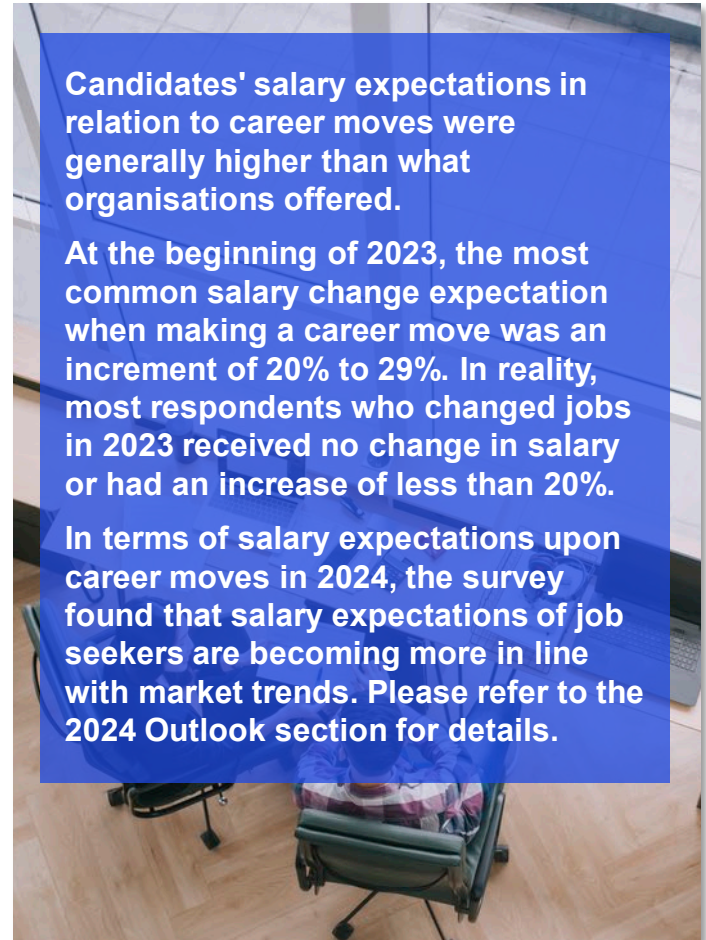 Candidates' salary expectations in
relation to career moves were
generally higher than what
organisations offered.
At the beginning of 2023, the most
common salary change expectation
when making a career move was an
increment of 20% to 29%. In reality,
most respondents who changed jobs
in 2023 received no change in salary
or had an increase of less than 20%.
In terms of salary expectations upon
career moves in 2024, the survey
found that salary expectations of job
seekers are becoming more in line
with market trends. Please refer to the
2024 Outlook section for details.